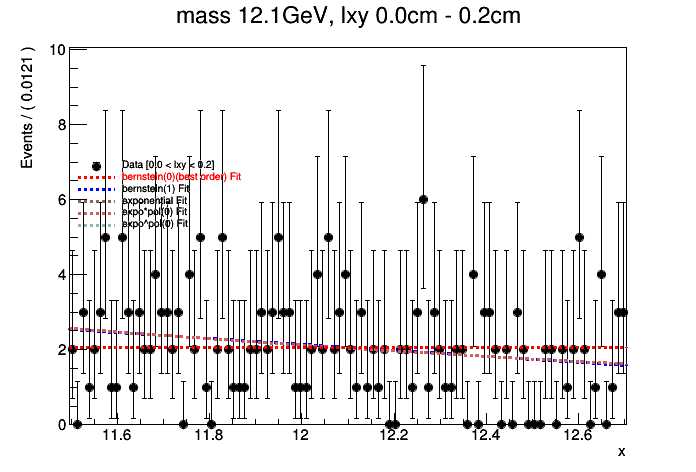 mass 12.1GeV, lxy 0.0cm - 0.2cm
Events / ( 0.0121 )
10
8
6
4
2
0
Data [0.0 < lxy < 0.2]
bernstein(0)(best order) Fit
bernstein(1) Fit
exponential Fit
expo*pol(0) Fit
expo^pol(0) Fit
11.6 11.8 12 12.2 12.4 12.6
x